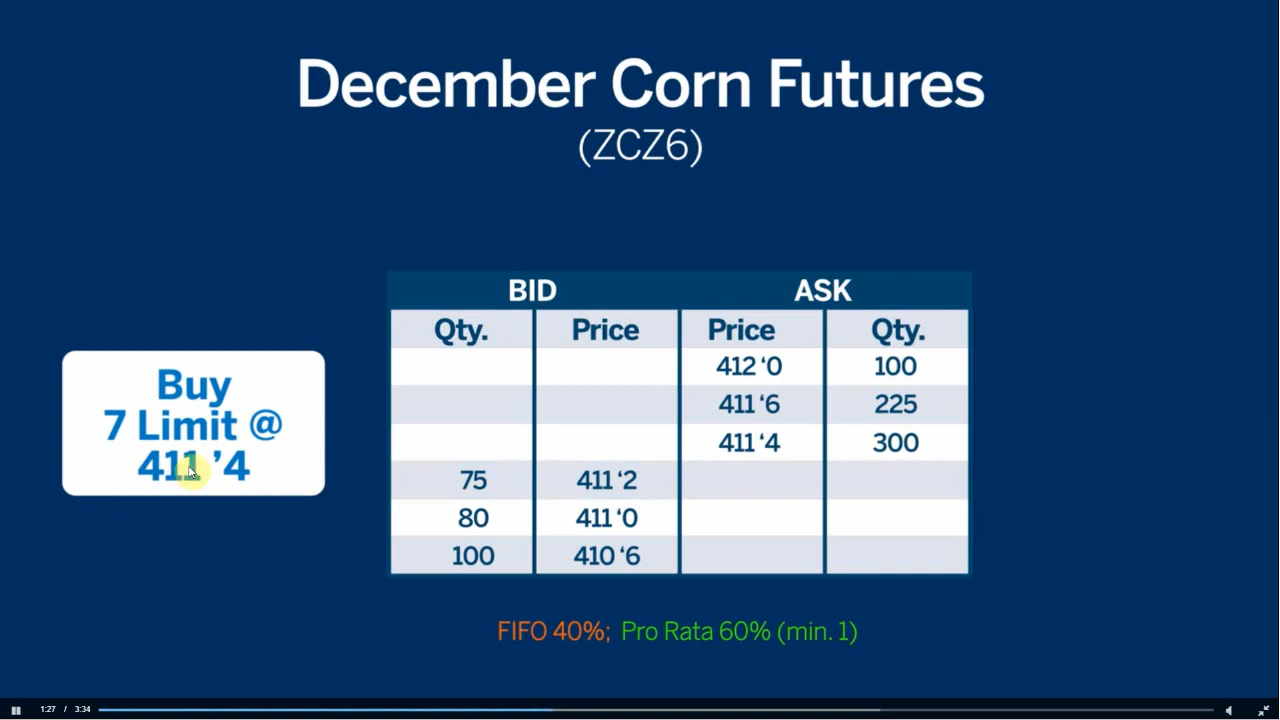 December Corn Futures
(ZCZ6)
Buy
7 Limit @
411 ’4
BID ASK
Qty. Price Price Qty.
412 ‘0 100
411 ‘6 225
411 ‘4 300
75 411 ‘2
80 411 ‘0
100 410 ‘6
FIFO 40%; Pro Rata 60% (min. 1)
1:27 / 3:34